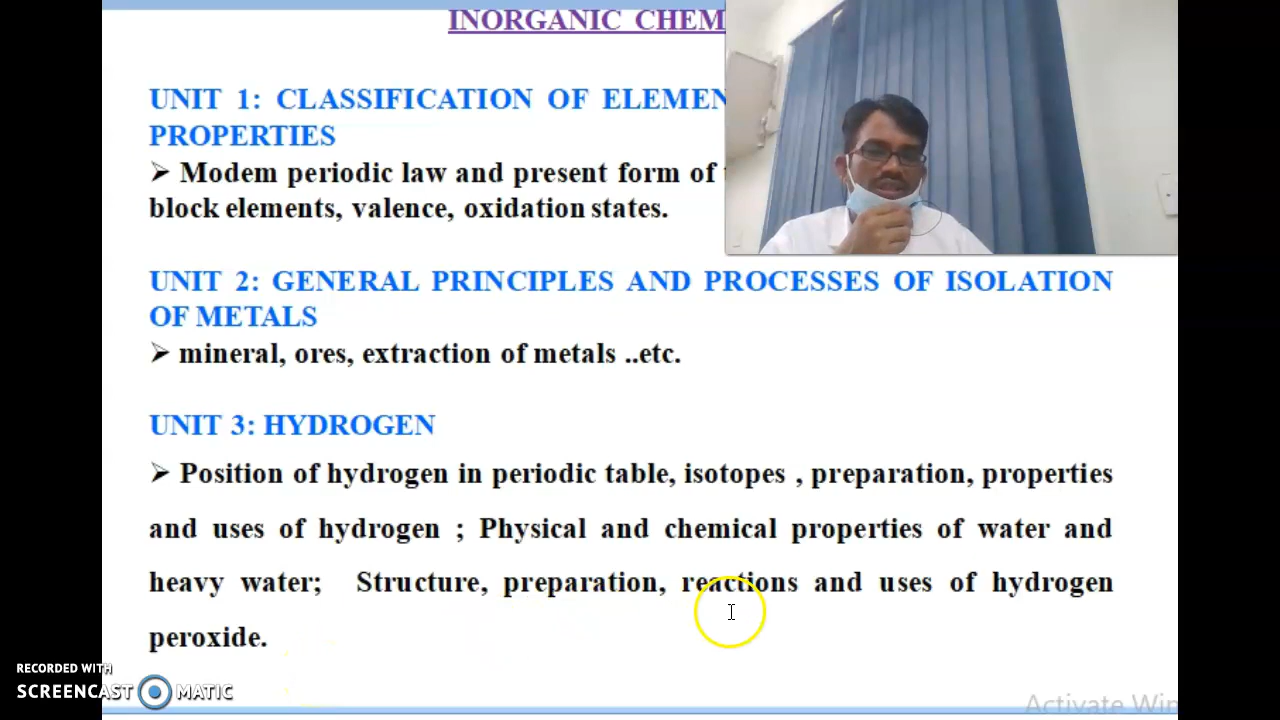 INORGANIC CHEM
UNIT 1: CLASSIFICATION OF ELEMEN
PROPERTIES
➢ Modem periodic law and present form of t
block elements, valence, oxidation states.
UNIT 2: GENERAL PRINCIPLES AND PROCESSES OF ISOLATION
OF METALS
➢ mineral, ores, extraction of metals ..etc.
UNIT 3: HYDROGEN
➢ Position of hydrogen in periodic table, isotopes , preparation, properties
and uses of hydrogen ; Physical and chemical properties of water and
heavy water; Structure, preparation, reactions and uses of hydrogen
peroxide.
RECORDED WITH
SCREENCAST MATIC
Activate Win